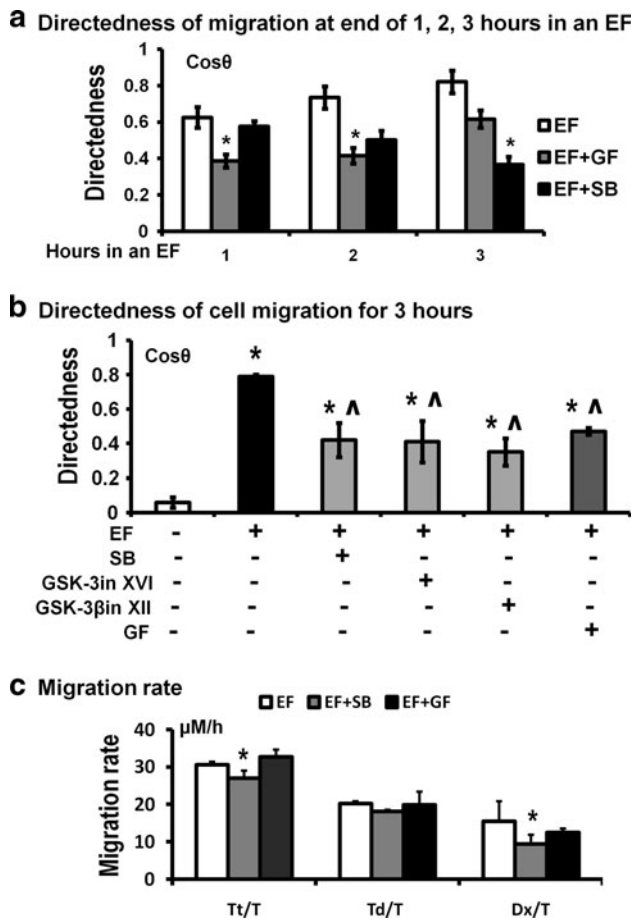 a Directedness of migration at end of 1, 2, 3 hours in an EF
Cosθ
1
0.8
0.6
0.4
0.2
0
Directedness
* * *
EF
EF+GF
EF+SB
Hours in an EF 1 2 3
b Directedness of cell migration for 3 hours
Cosθ
1
0.8
0.6
0.4
0.2
0
Directedness
* * ʌ * ʌ * ʌ * ʌ
EF - + + + + +
SB - - + - - -
GSK-3in XVI - - - + - -
GSK-3βin XII - - - - + -
GF - - - - - +
c Migration rate
EF EF+SB EF+GF
µM/h
40
30
20
10
0
Migration rate
* *
Tt/T Td/T Dx/T